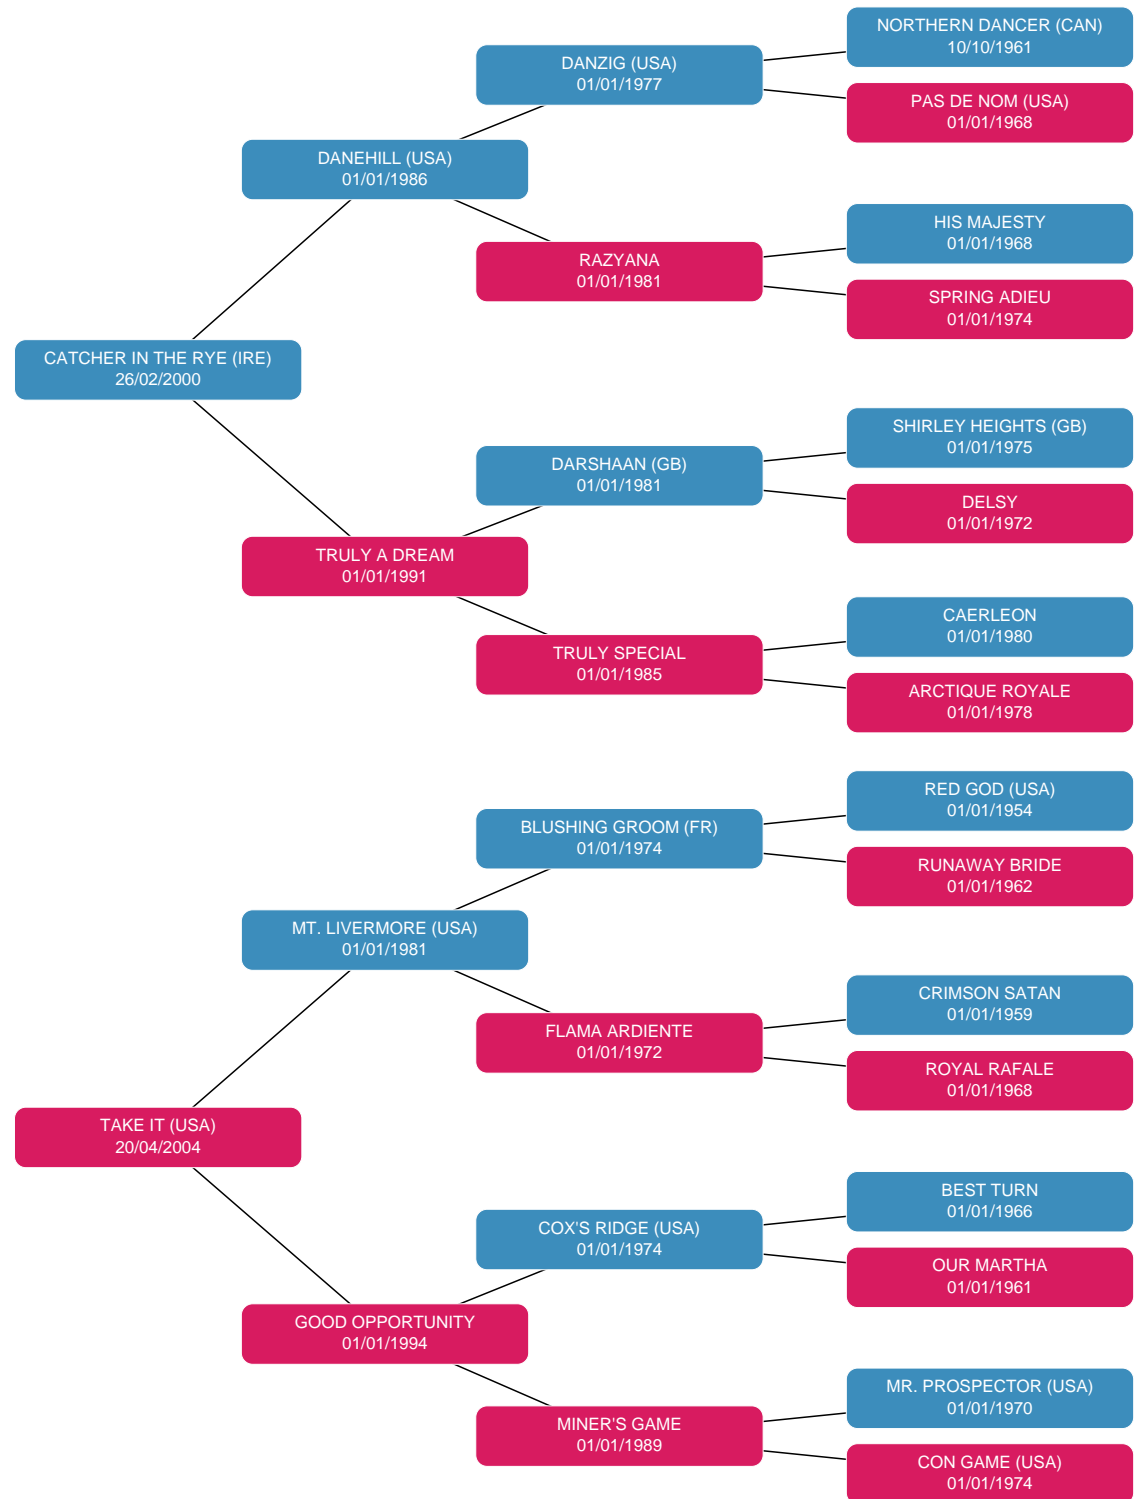 NORTHERN DANCER (CAN)
10/10/1961
DANZIG (USA)
01/01/1977
PAS DE NOM (USA)
01/01/1968
DANEHILL (USA)
01/01/1986
HIS MAJESTY
01/01/1968
RAZYANA
01/01/1981
SPRING ADIEU
01/01/1974
CATCHER IN THE RYE (IRE)
26/02/2000
SHIRLEY HEIGHTS (GB)
01/01/1975
DARSHAAN (GB)
01/01/1981
DELSY
01/01/1972
TRULY A DREAM
01/01/1991
CAERLEON
01/01/1980
TRULY SPECIAL
01/01/1985
ARCTIQUE ROYALE
01/01/1978
RED GOD (USA)
01/01/1954
BLUSHING GROOM (FR)
01/01/1974
RUNAWAY BRIDE
01/01/1962
MT. LIVERMORE (USA)
01/01/1981
CRIMSON SATAN
01/01/1959
FLAMA ARDIENTE
01/01/1972
ROYAL RAFALE
01/01/1968
TAKE IT (USA)
20/04/2004
BEST TURN
01/01/1966
COX'S RIDGE (USA)
01/01/1974
OUR MARTHA
01/01/1961
GOOD OPPORTUNITY
01/01/1994
MR. PROSPECTOR (USA)
01/01/1970
MINER'S GAME
01/01/1989
CON GAME (USA)
01/01/1974